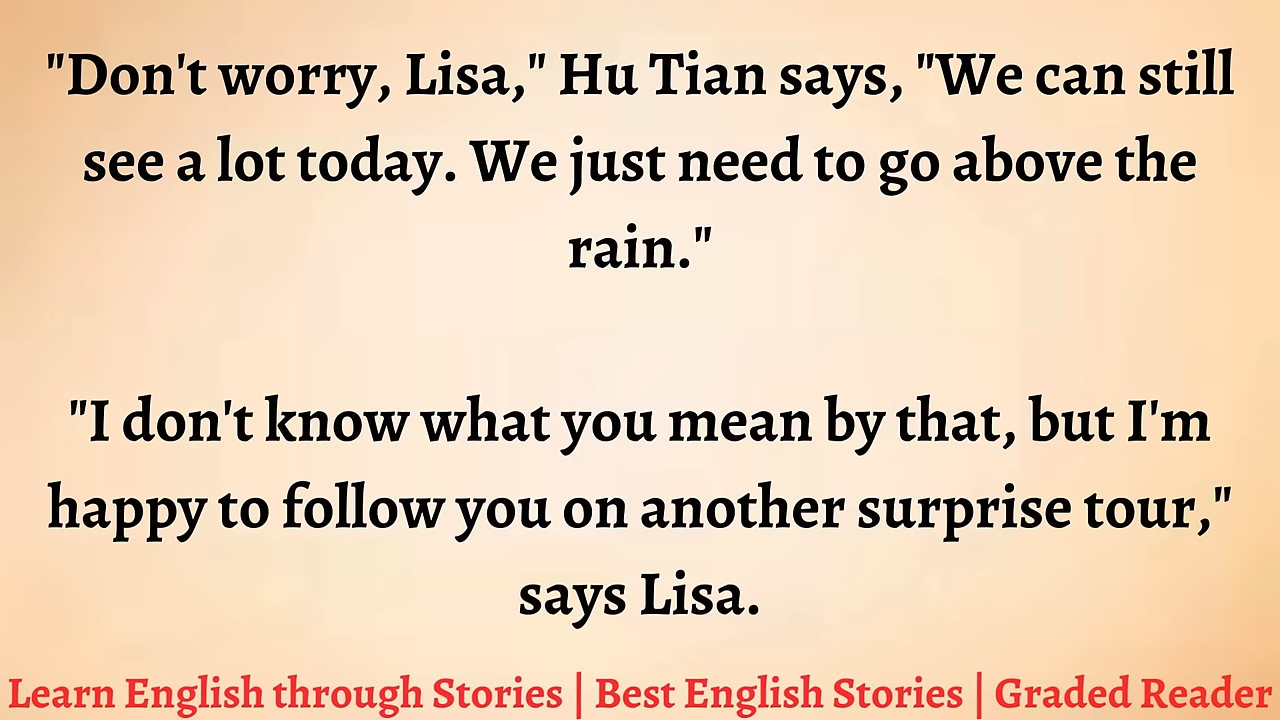 "Don't worry, Lisa," Hu Tian says, "We can still
see a lot today. We just need to go above the
rain."
"I don't know what you mean by that, but I'm
happy to follow you on another surprise tour,"
says Lisa.
Learn English through Stories | Best English Stories | Graded Reader